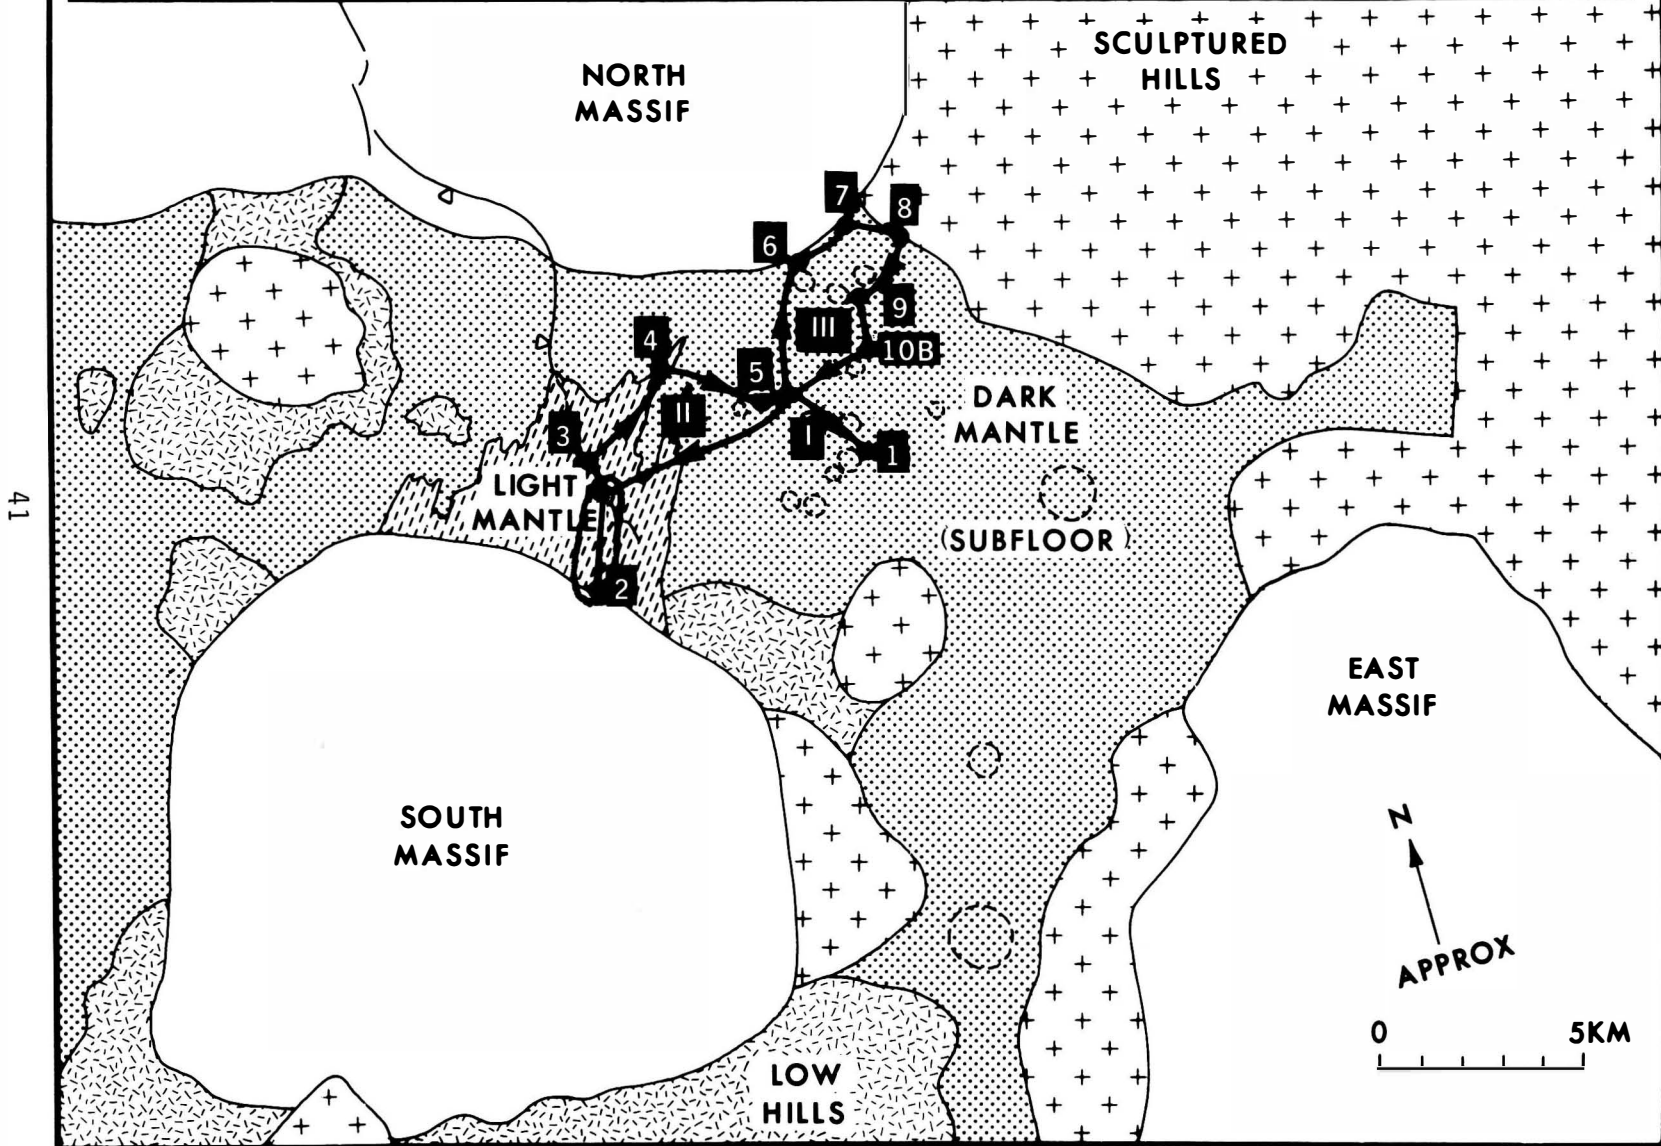 SCULPTURED
HILLS
NORTH
MASSIF
7
8
6
9
III
4
10B
5
DARK
MANTLE
II
I
3
1
LIGHT
MANTLE
41
(SUBFLOOR)
2
EAST
MASSIF
SOUTH
MASSIF
N
APPROX
0 5KM
LOW
HILLS